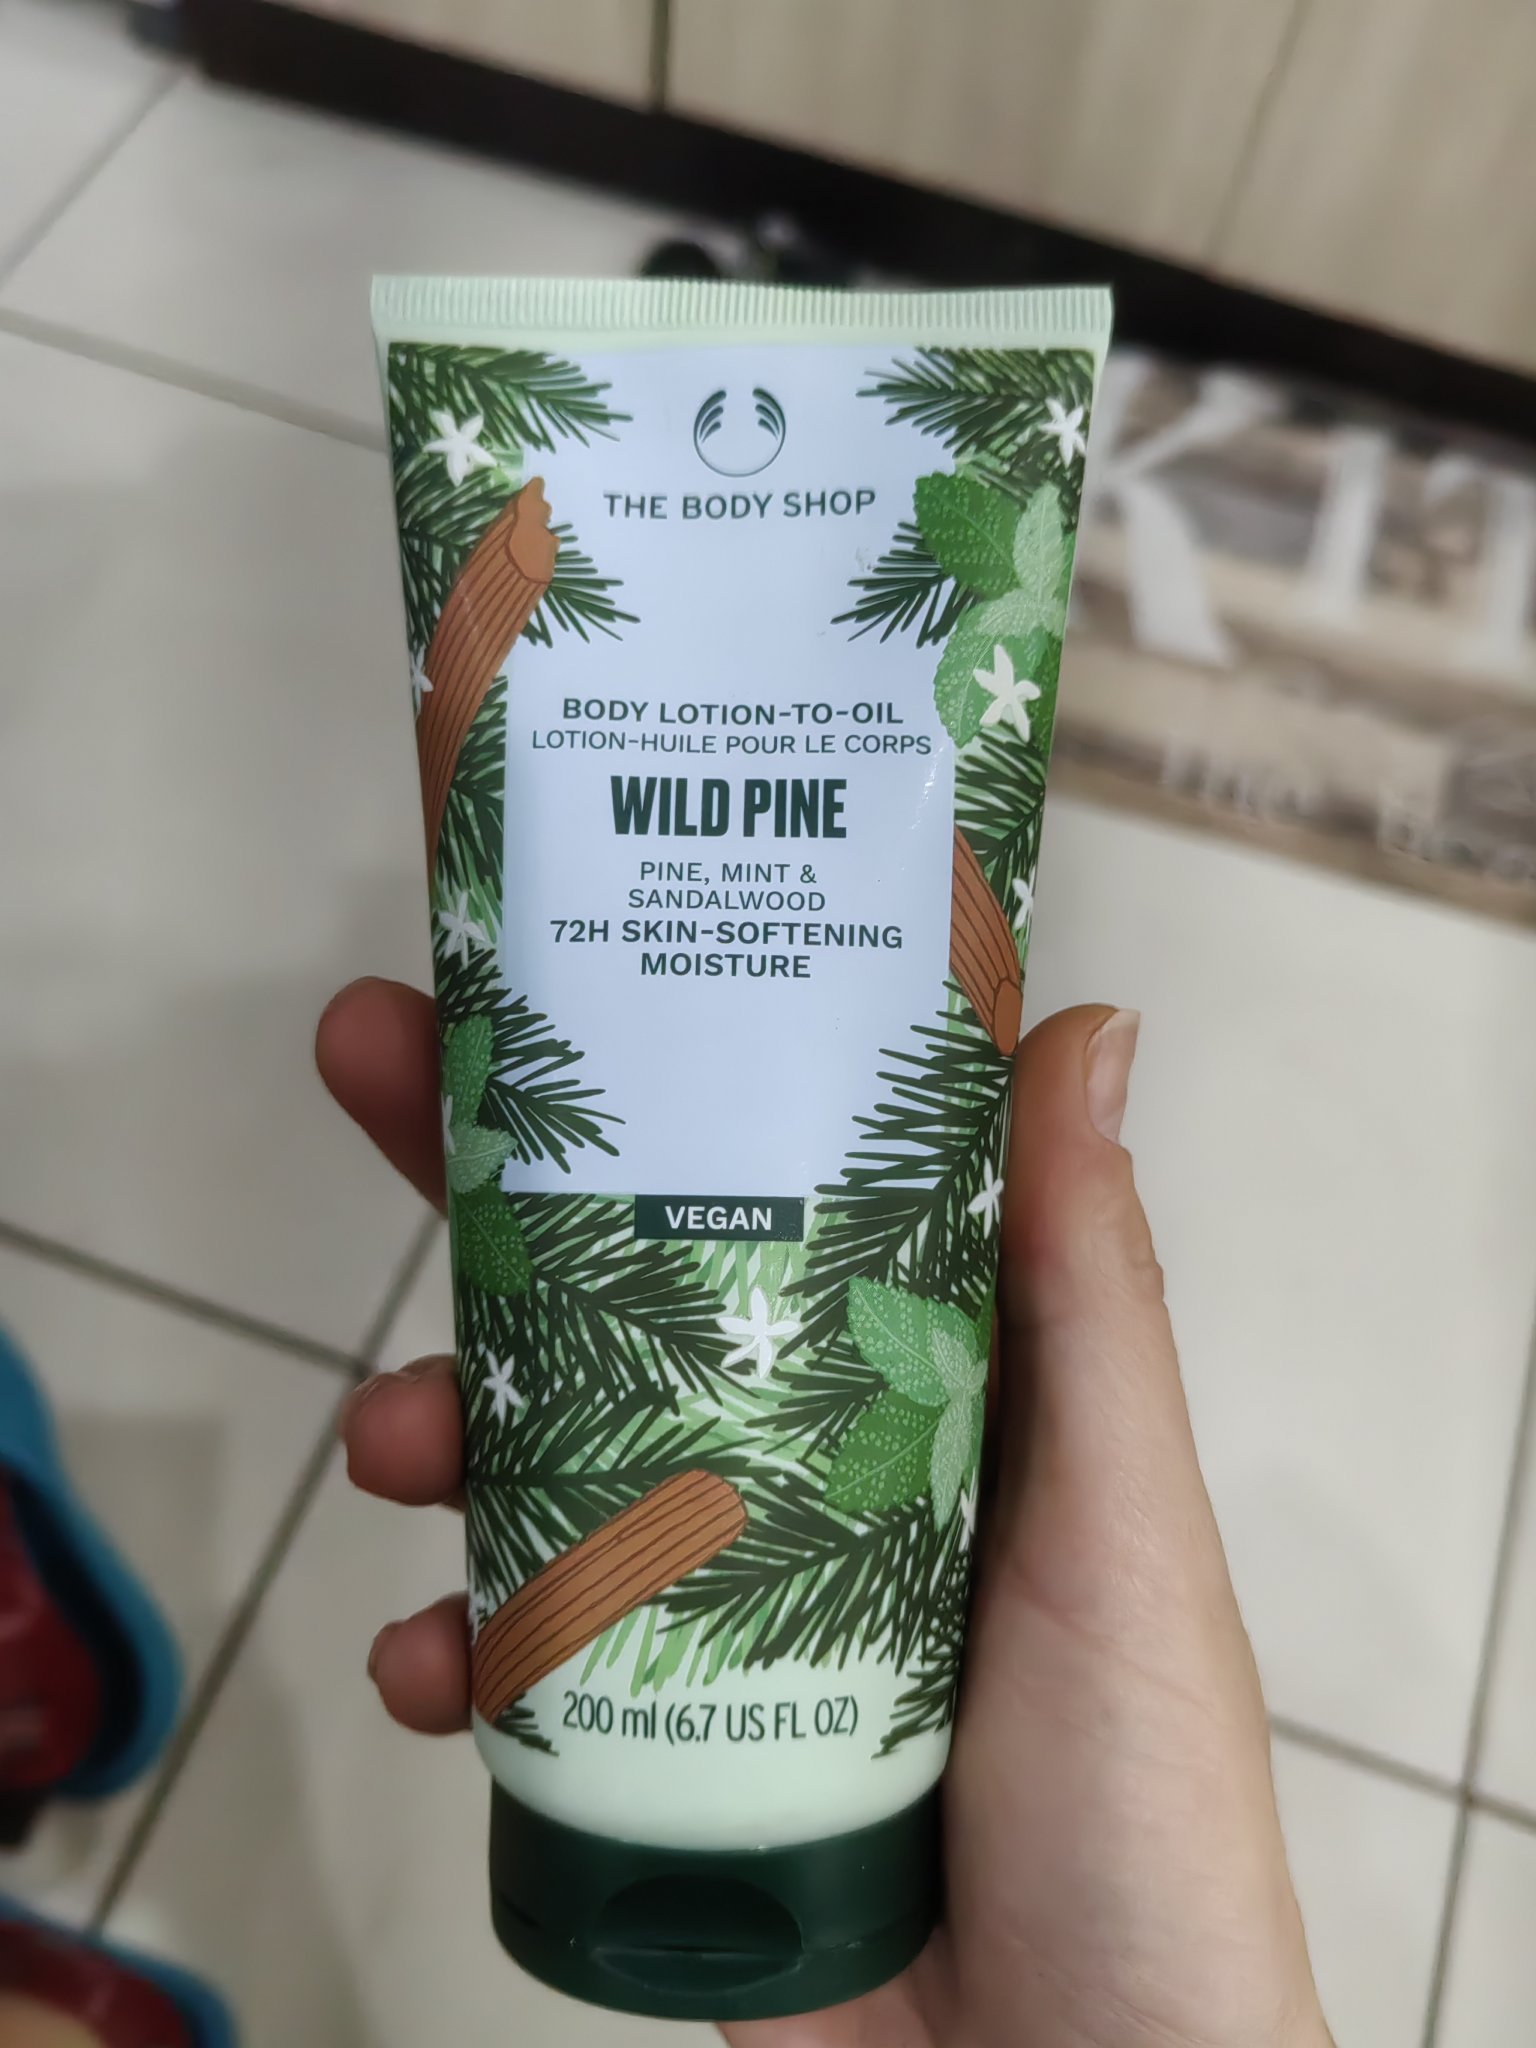 THE BODY SHOP
BODY LOTION-TO-OIL
LOTION-HUILE POUR LE CORPS
WILD PINE
PINE, MINT &
SANDALWOOD
72H SKIN-SOFTENING
MOISTURE
VEGAN
200 ml (6.7 US FL OZ)